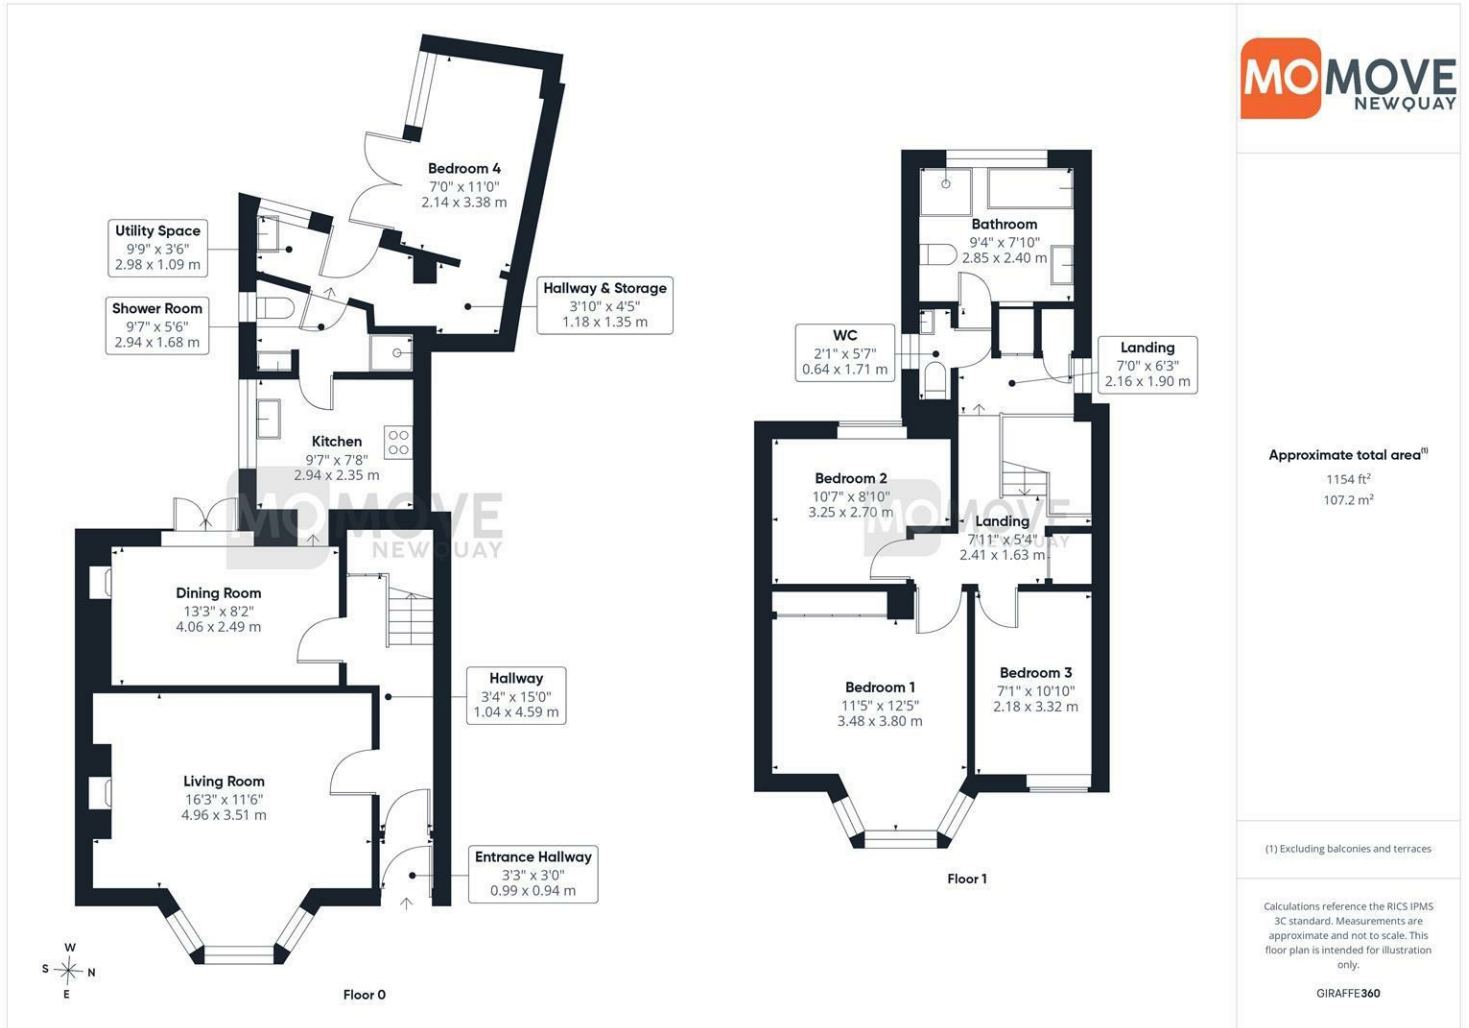 MOMOVE
NEWQUAY
Bedroom 4
7'0" x 11'0"
2.14 x 3.38 m
Utility Space
9'9" x 3'6"
2.98 x 1.09 m
Shower Room
9'7" x 5'6"
2.94 x 1.68 m
Hallway & Storage
3'10" x 4'5"
1.18 x 1.35 m
Kitchen
9'7" x 7'8"
2.94 x 2.35 m
MOMOVE
NEWQUAY
Dining Room
13'3" x 8'2"
4.06 x 2.49 m
Hallway
3'4" x 15'0"
1.04 x 4.59 m
Living Room
16'3" x 11'6"
4.96 x 3.51 m
Entrance Hallway
3'3" x 3'0"
0.99 x 0.94 m
W
S
N
E
Floor 0
Bathroom
9'4" x 7'10"
2.85 x 2.40 m
WC
2'1" x 5'7"
0.64 x 1.71 m
Landing
7'0" x 6'3"
2.16 x 1.90 m
Bedroom 2
10'7" x 8'10"
3.25 x 2.70 m
MOMOVE
NEWQUAY
Landing
7'11" x 5'4"
2.41 x 1.63 m
Bedroom 1
11'5" x 12'5"
3.48 x 3.80 m
Bedroom 3
7'1" x 10'10"
2.18 x 3.32 m
Floor 1
Approximate total area(1)
1154 ft²
107.2 m²
(1) Excluding balconies and terraces
Calculations reference the RICS IPMS
3C standard. Measurements are
approximate and not to scale. This
floor plan is intended for illustration
only.
GIRAFFE360